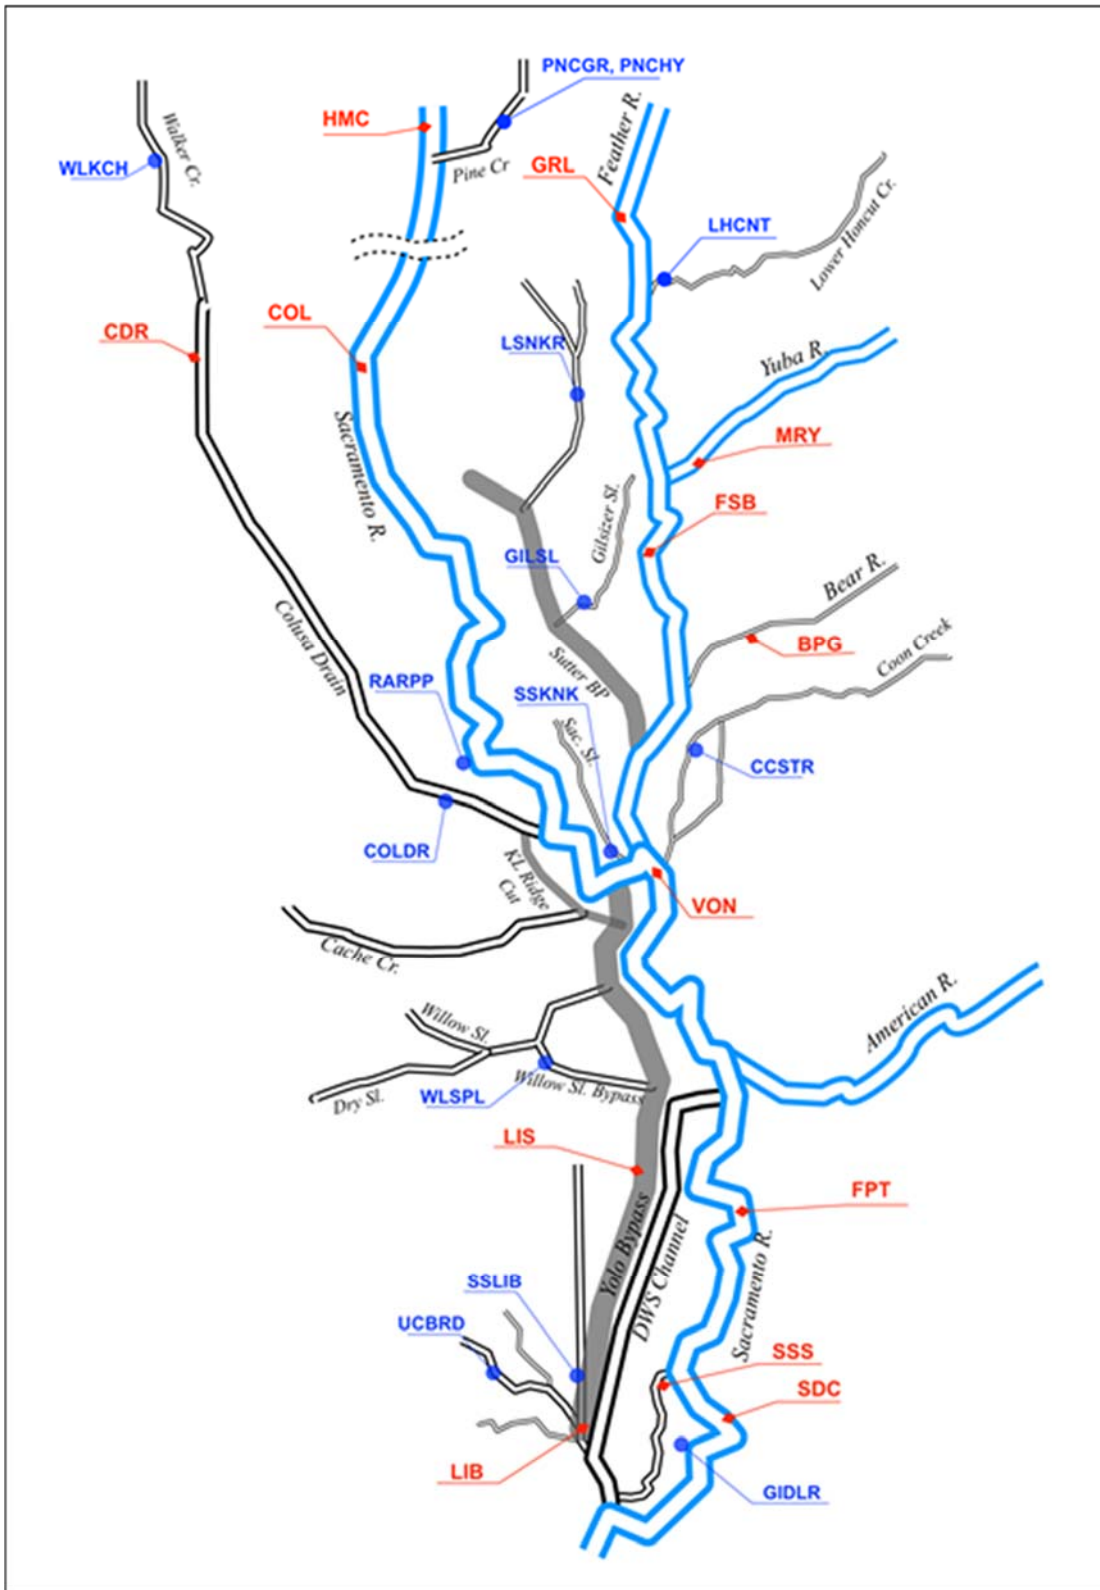 PNCGR, PNCHY
HMC
Walker Cr.
WLKCH
Pine Cr
GRL
Feather R.
LHCNT
Lower Honcut Cr.
COL
CDR
LSNKR
Yuba R.
Sacramento R.
MRY
FSB
Gilsizer Sl.
GILSL
Bear R.
BPG
Coon Creek
Colusa Drain
Sutter BP
RARPP
SSKNK
Sac. Sl.
CCSTR
COLDR
KL Ridge
Cut
VON
Cache Cr.
American R.
Willow Sl.
Willow Sl. Bypass
WLSPL
Dry Sl.
LIS
FPT
Yolo Bypass
DWS Channel
Sacramento R.
SSLIB
UCBRD
SSS
SDC
LIB
GIDLR